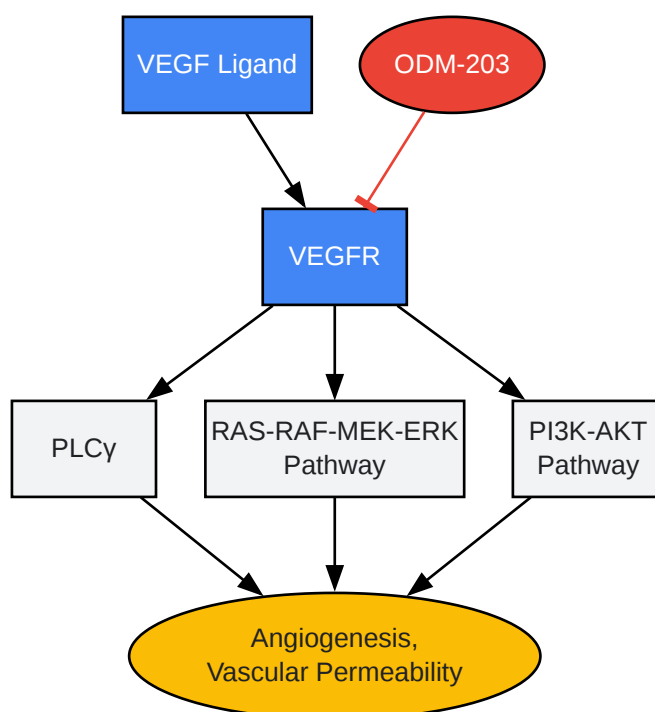 VEGF Ligand
ODM-203
VEGFR
PLCγ
RAS-RAF-MEK-ERK
Pathway
PI3K-AKT
Pathway
Angiogenesis,
Vascular Permeability